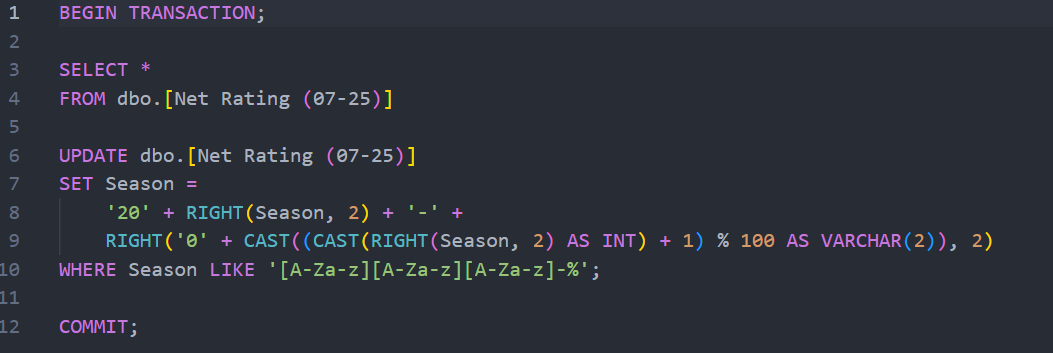 1 BEGIN TRANSACTION;
2
3 SELECT *
4 FROM dbo.[Net Rating (07-25)]
5
6 UPDATE dbo.[Net Rating (07-25)]
7 SET Season =
8 '20' + RIGHT(Season, 2) + '-' +
9 RIGHT('0' + CAST((CAST(RIGHT(Season, 2) AS INT) + 1) % 100 AS VARCHAR(2)), 2)
10 WHERE Season LIKE '[A-Za-z][A-Za-z][A-Za-z]-%';
11
12 COMMIT;